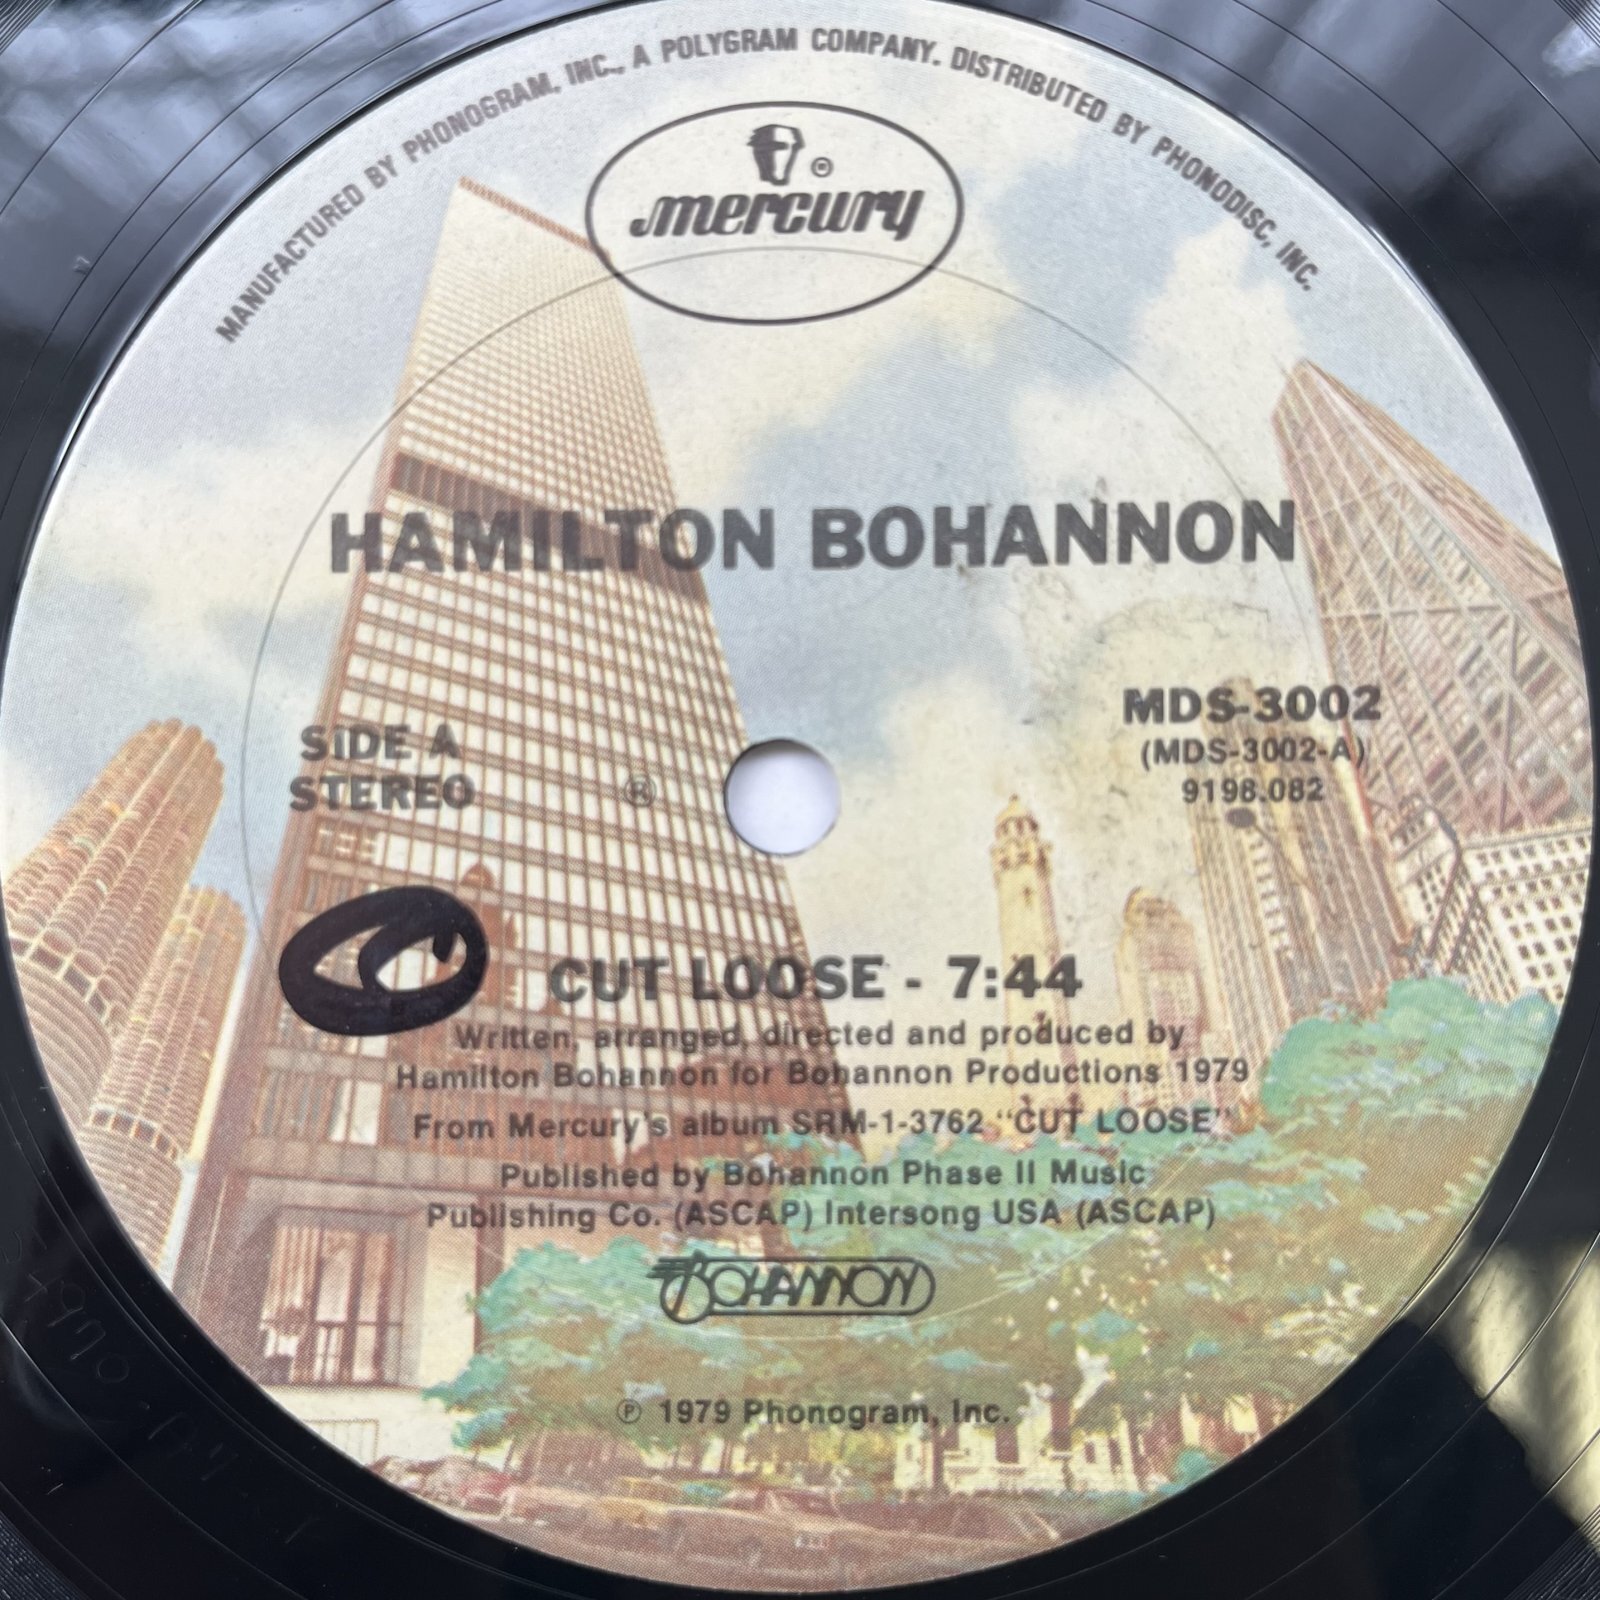 MANUFACTURED BY PHONOGRAM, INC., A POLYGRAM COMPANY. DISTRIBUTED BY PHONODISC, INC.
mercury ®
HAMILTON BOHANNON
SIDE A
STEREO
®
MDS-3002
(MDS-3002-A)
9198.082
CUT LOOSE - 7:44
Written, arranged, directed and produced by
Hamilton Bohannon for Bohannon Productions 1979
From Mercury's album SRM-1-3762 "CUT LOOSE"
Published by Bohannon Phase II Music
Publishing Co. (ASCAP) Intersong USA (ASCAP)
BOHANNON
℗ 1979 Phonogram, Inc.